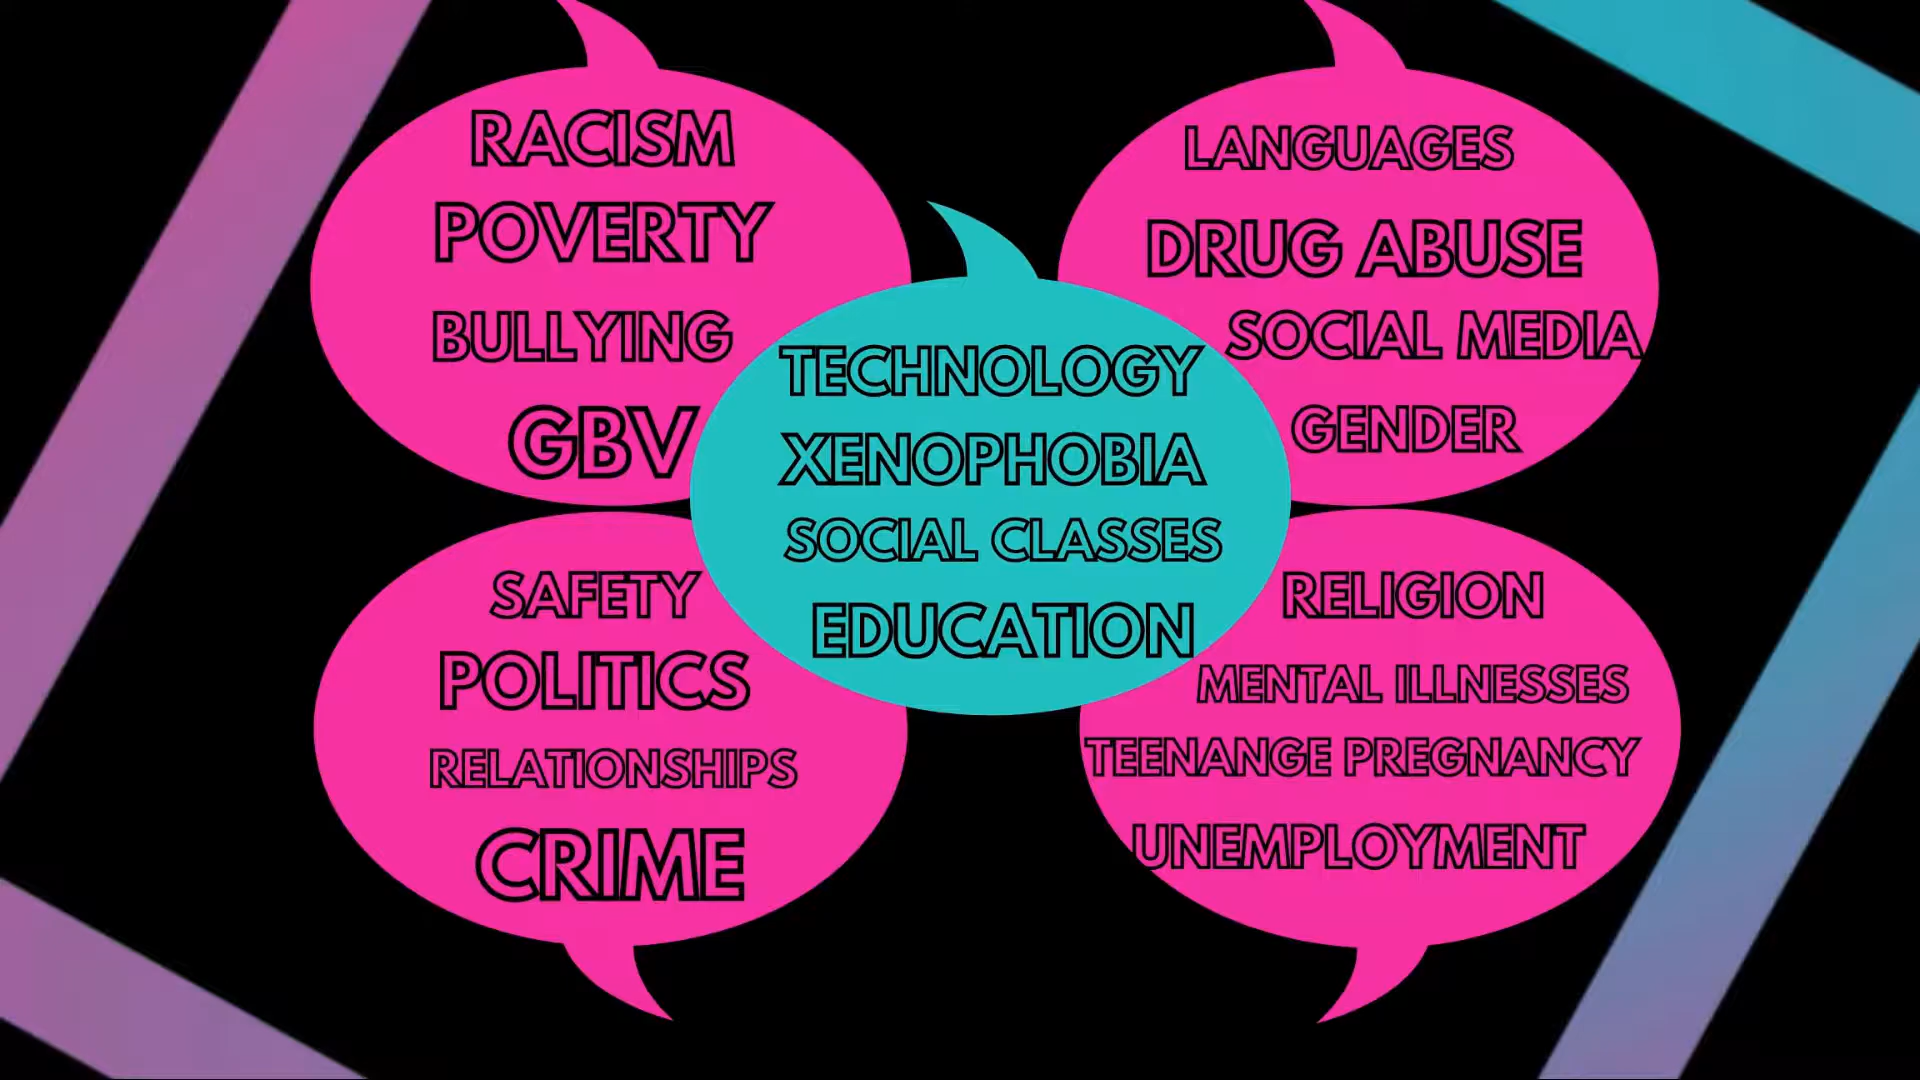 RACISM
POVERTY
BULLYING
GBV
LANGUAGES
DRUG ABUSE
SOCIAL MEDIA
GENDER
TECHNOLOGY
XENOPHOBIA
SOCIAL CLASSES
EDUCATION
SAFETY
POLITICS
RELATIONSHIPS
CRIME
RELIGION
MENTAL ILLNESSES
TEENANGE PREGNANCY
UNEMPLOYMENT